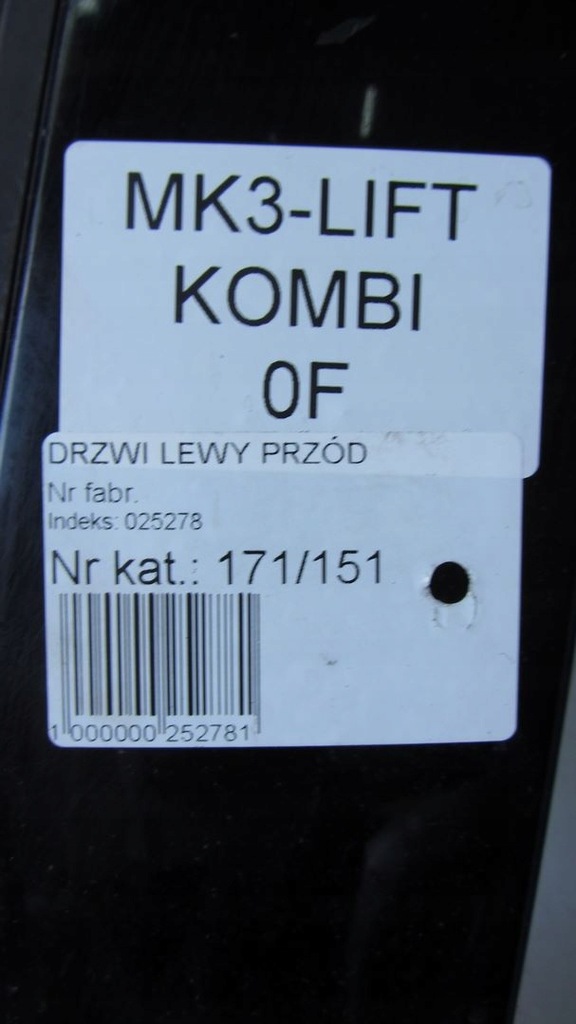 MK3-LIFT
KOMBI
0F
DRZWI LEWY PRZÓD
Nr fabr.
Indeks: 025278
Nr kat.: 171/151
1 000000 252781